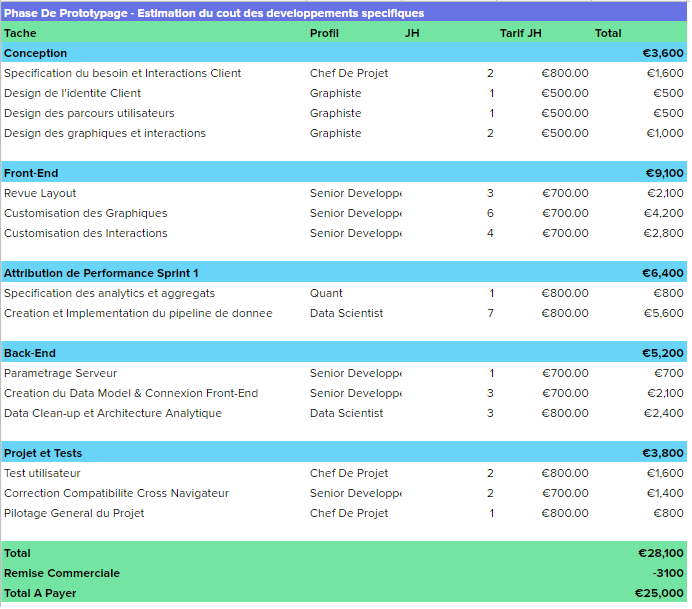 Phase De Prototypage - Estimation du cout des developpements specifiques
Tache Profil JH Tarif JH Total
Conception €3,600
Specification du besoin et Interactions Client Chef De Projet 2 €800.00 €1,600
Design de l'identite Client Graphiste 1 €500.00 €500
Design des parcours utilisateurs Graphiste 1 €500.00 €500
Design des graphiques et interactions Graphiste 2 €500.00 €1,000
Front-End €9,100
Revue Layout Senior Developpe 3 €700.00 €2,100
Customisation des Graphiques Senior Developpe 6 €700.00 €4,200
Customisation des Interactions Senior Developpe 4 €700.00 €2,800
Attribution de Performance Sprint 1 €6,400
Specification des analytics et aggregats Quant 1 €800.00 €800
Creation et Implementation du pipeline de donnee Data Scientist 7 €800.00 €5,600
Back-End €5,200
Parametrage Serveur Senior Developpe 1 €700.00 €700
Creation du Data Model & Connexion Front-End Senior Developpe 3 €700.00 €2,100
Data Clean-up et Architecture Analytique Data Scientist 3 €800.00 €2,400
Projet et Tests €3,800
Test utilisateur Chef De Projet 2 €800.00 €1,600
Correction Compatibilite Cross Navigateur Senior Developpe 2 €700.00 €1,400
Pilotage General du Projet Chef De Projet 1 €800.00 €800
Total €28,100
Remise Commerciale -3100
Total A Payer €25,000